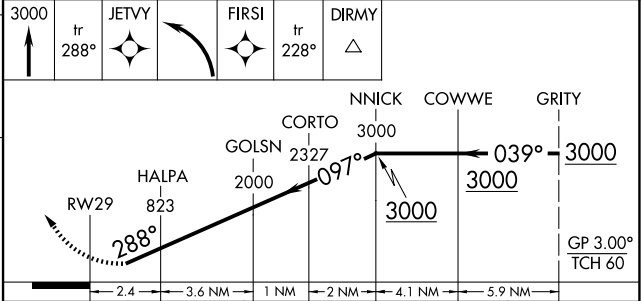 3000 tr 288° JETVY FIRSI tr 228° DIRMY
NNICK COWWE GRITY
CORTO 3000
GOLSN 2327 097° 039° 3000
HALPA 2000 3000
RW29 823 3000
288°
GP 3.00°
TCH 60
2.4 3.6 NM 1 NM 2 NM 4.1 NM 5.9 NM